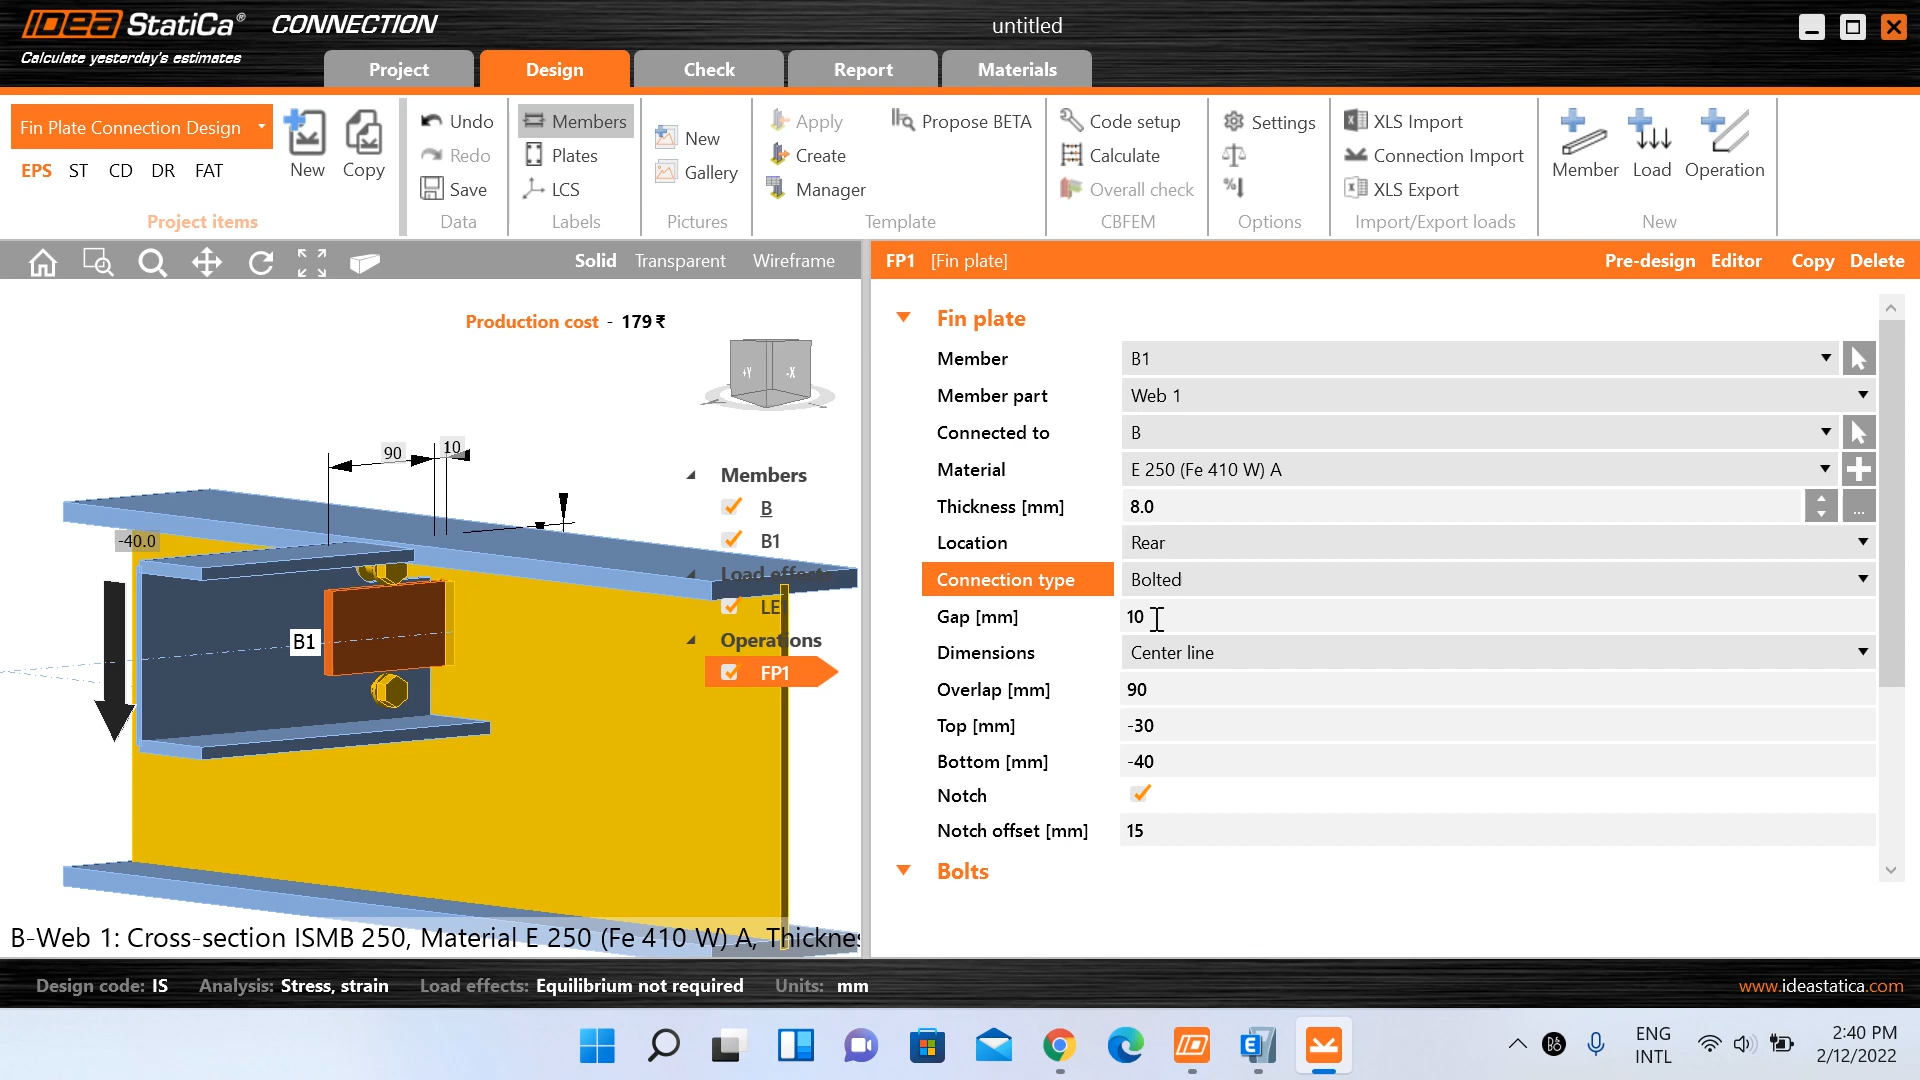 IDEA StatiCa® CONNECTION
Calculate yesterday's estimates
untitled
Project Design Check Report Materials
Fin Plate Connection Design
EPS ST CD DR FAT
Project items
New Copy
Undo
Redo
Save
Data
Members
Plates
LCS
Labels
New
Gallery
Pictures
Apply Propose BETA
Create
Manager
Template
Code setup
Calculate
Overall check
CBFEM
Settings
Options
XLS Import
Connection Import
XLS Export
Import/Export loads
Member Load Operation
New
Solid Transparent Wireframe
FP1 [Fin plate] Pre-design Editor Copy Delete
Production cost - 179 ₹
+Y -X
90 10
-40.0
B1
Members
B
B1
Load effects
LE
Operations
FP1
B-Web 1: Cross-section ISMB 250, Material E 250 (Fe 410 W) A, Thickne
Fin plate
Member B1
Member part Web 1
Connected to B
Material E 250 (Fe 410 W) A
Thickness [mm] 8.0 ...
Location Rear
Connection type Bolted
Gap [mm] 10
Dimensions Center line
Overlap [mm] 90
Top [mm] -30
Bottom [mm] -40
Notch
Notch offset [mm] 15
Bolts
Design code: IS Analysis: Stress, strain Load effects: Equilibrium not required Units: mm
www.ideastatica.com
ENG
INTL
2:40 PM
2/12/2022